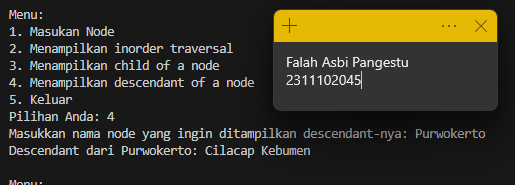 Menu:
1. Masukan Node
2. Menampilkan inorder traversal
3. Menampilkan child of a node
4. Menampilkan descendant of a node
5. Keluar
Pilihan Anda: 4
Masukkan nama node yang ingin ditampilkan descendant-nya: Purwokerto
Descendant dari Purwokerto: Cilacap Kebumen
Menu:
Falah Asbi Pangestu
2311102045